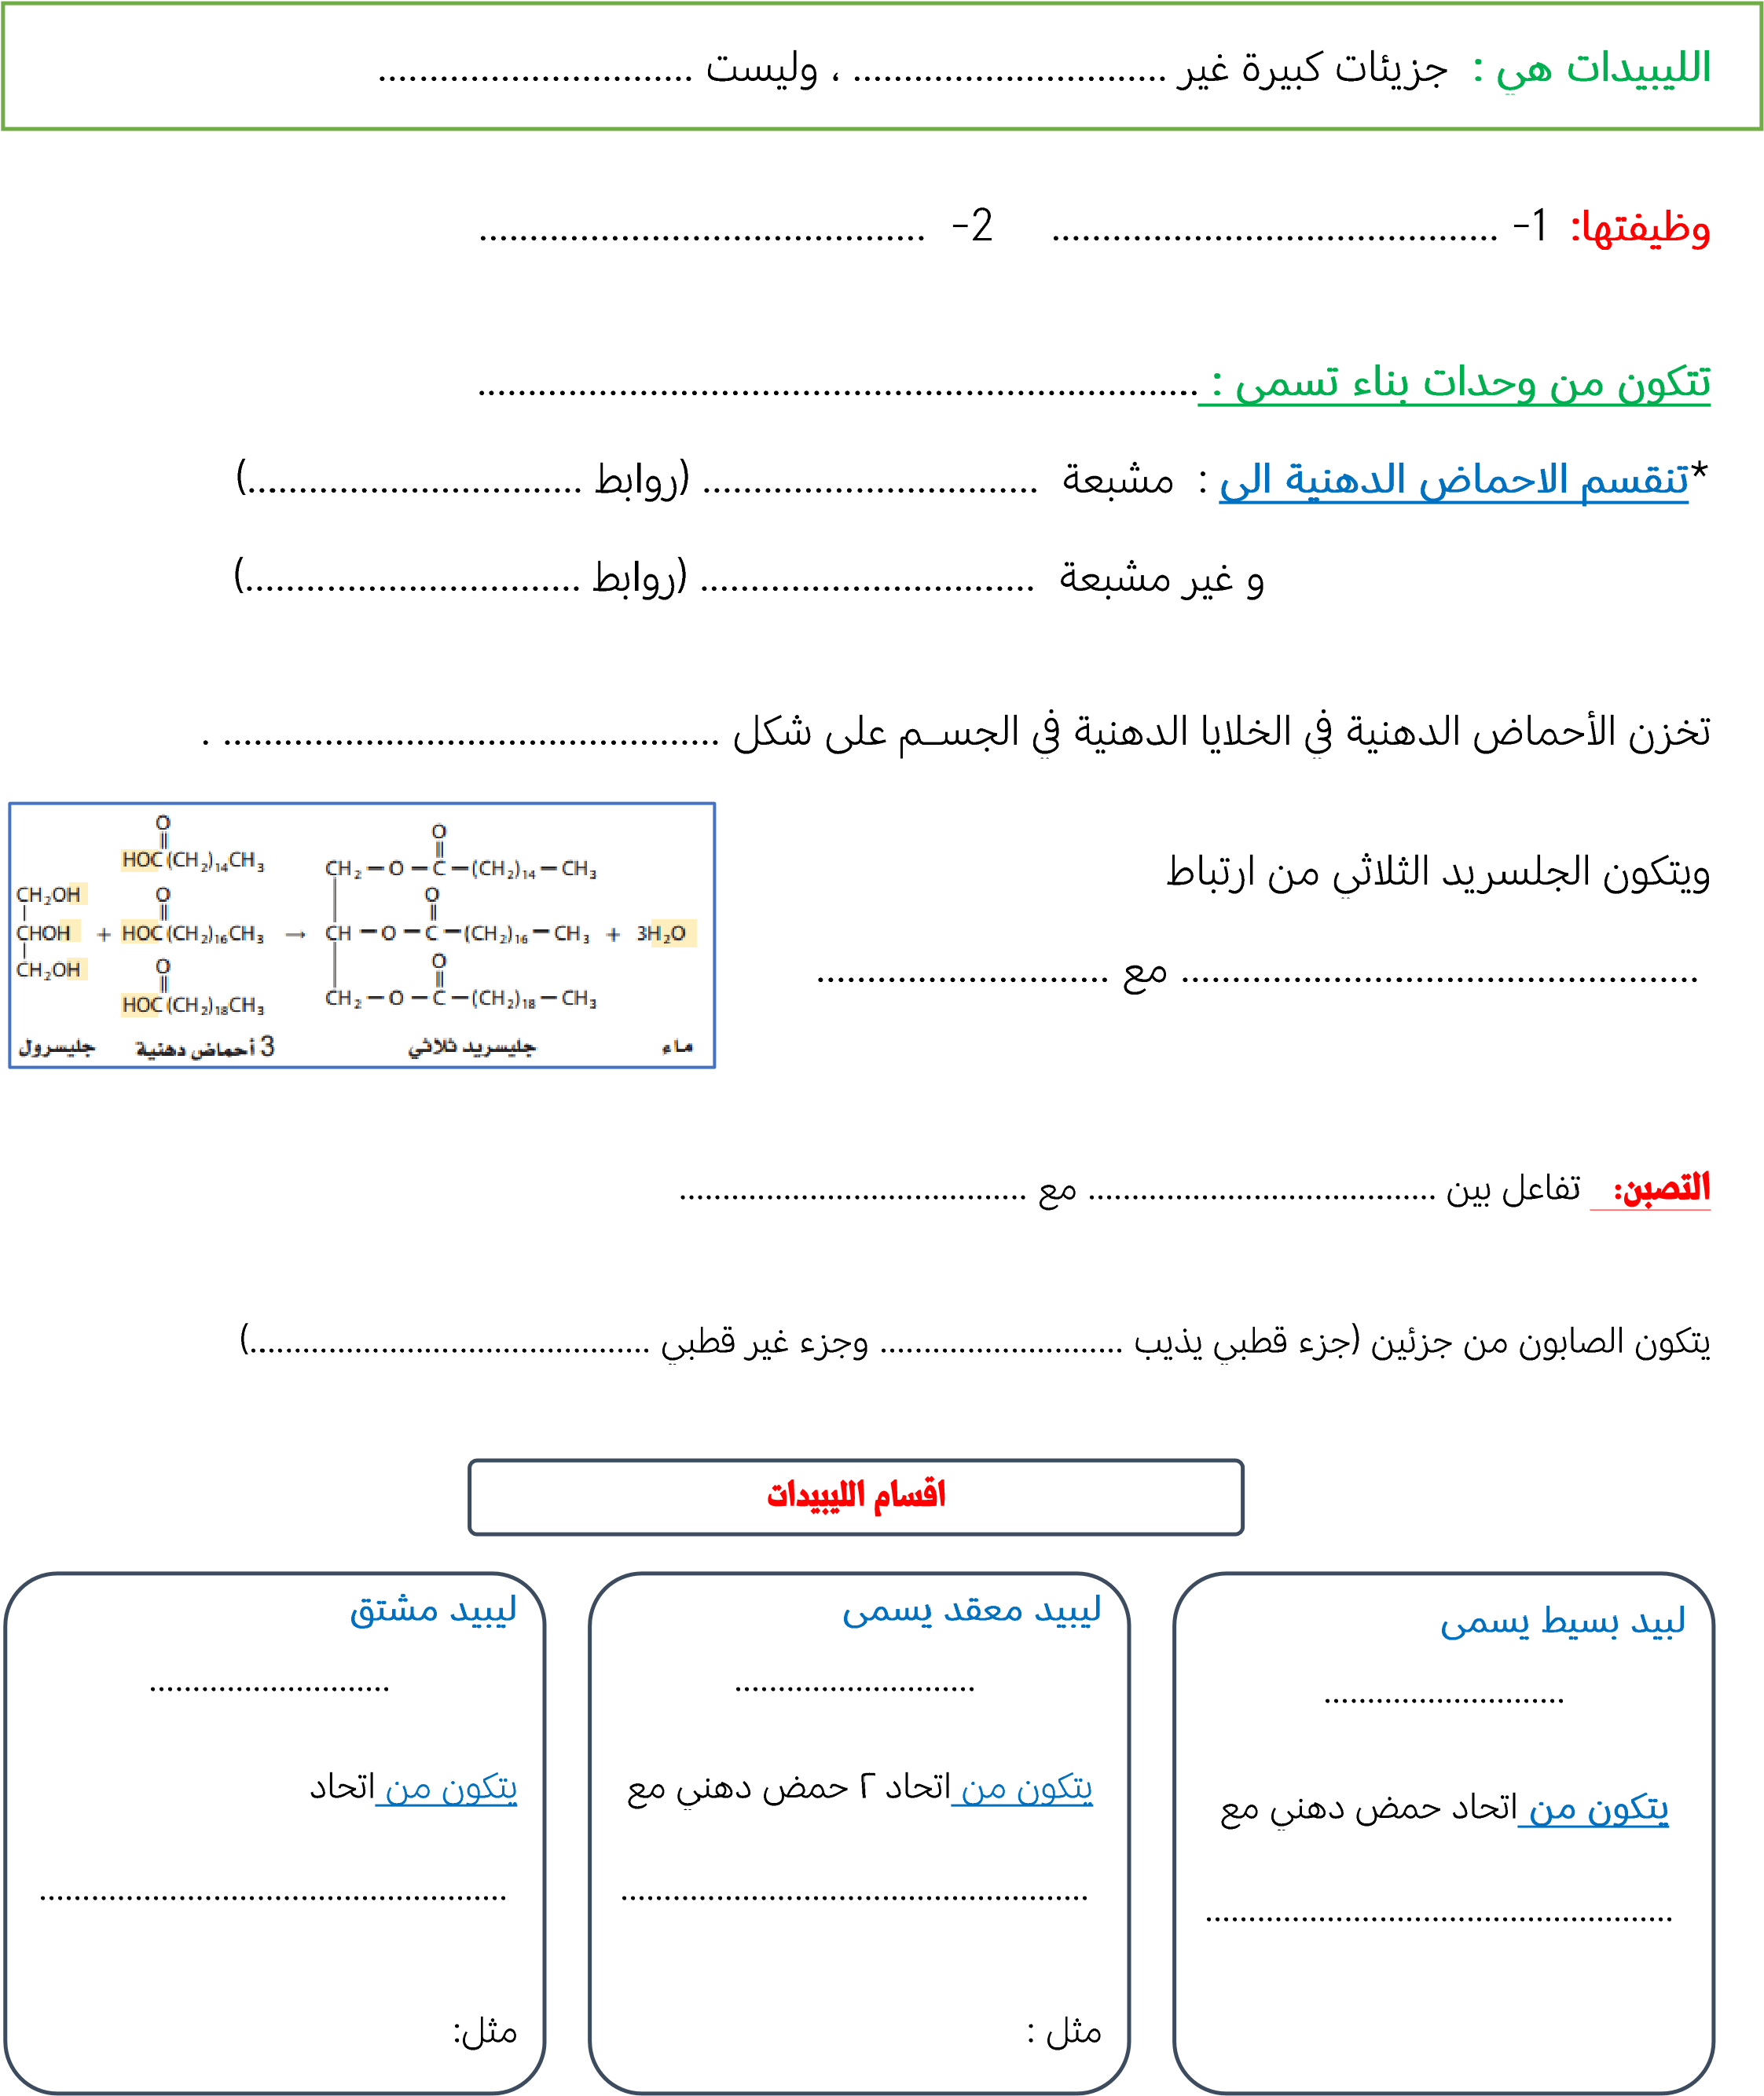 الليبيدات هي : جزيئات كبيرة غير ............................... ، وليست ...............................
وظيفتها: 1- ............................................ 2- ............................................
تتكون من وحدات بناء تسمى : .......................................................................
*تنقسم الاحماض الدهنية الى : مشبعة ................................. (روابط .................................)
و غير مشبعة ................................. (روابط .................................)
تخزن الأحماض الدهنية في الخلايا الدهنية في الجسـم على شكل ................................................. .
ويتكون الجلسريد الثلاثي من ارتباط
................................................... مع .............................
O O
HOC(CH₂)₁₄CH₃ CH₂ — O — C —(CH₂)₁₄— CH₃
CH₂OH O O
CHOH + HOC(CH₂)₁₆CH₃ → CH — O — C —(CH₂)₁₆— CH₃ + 3H₂O
CH₂OH O O
HOC(CH₂)₁₈CH₃ CH₂ — O — C —(CH₂)₁₈— CH₃
جليسرول 3 أحماض دهنية جليسريد ثلاثي ماء
التصبن: تفاعل بين ........................................ مع ........................................
يتكون الصابون من جزئين (جزء قطبي يذيب ............................ وجزء غير قطبي ..............................................)
اقسام الليبيدات
لبيد بسيط يسمى
............................
يتكون من اتحاد حمض دهني مع
......................................................
ليبيد معقد يسمى
............................
يتكون من اتحاد ٢ حمض دهني مع
......................................................
مثل :
ليبيد مشتق
............................
يتكون من اتحاد
......................................................
مثل: